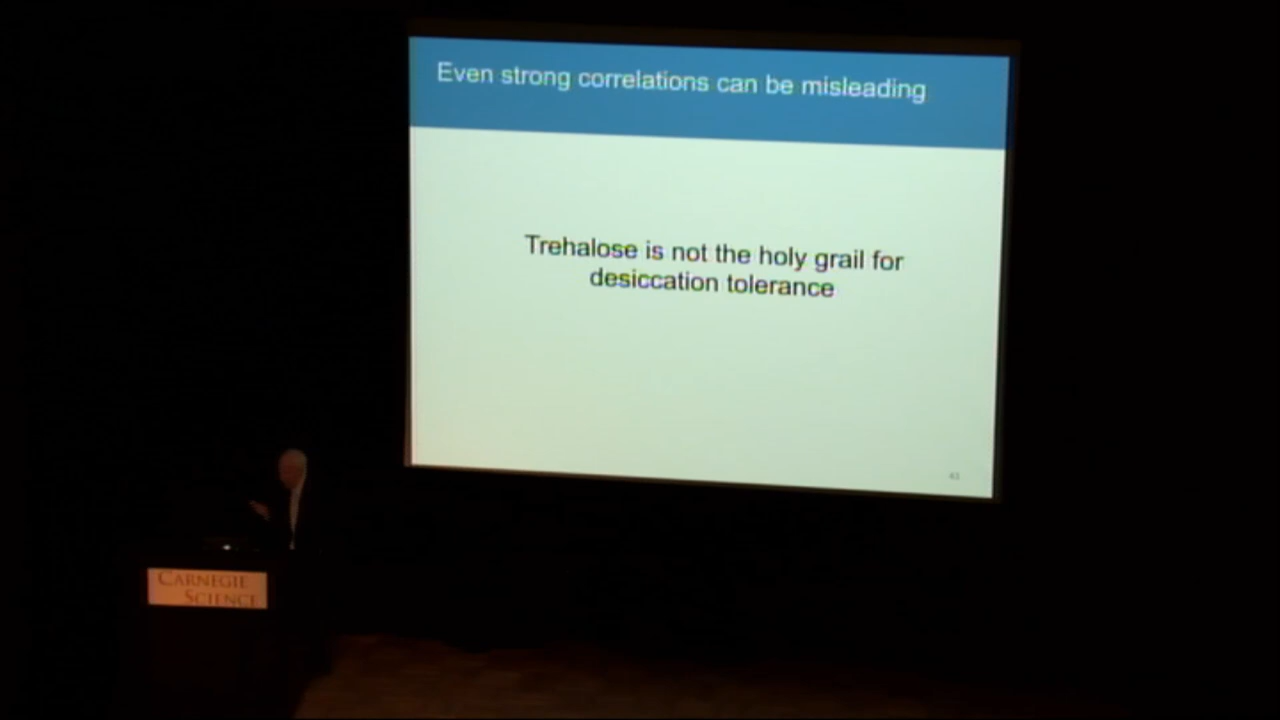 Even strong correlations can be misleading
Trehalose is not the holy grail for
desiccation tolerance
CARNEGIE
SCIENCE